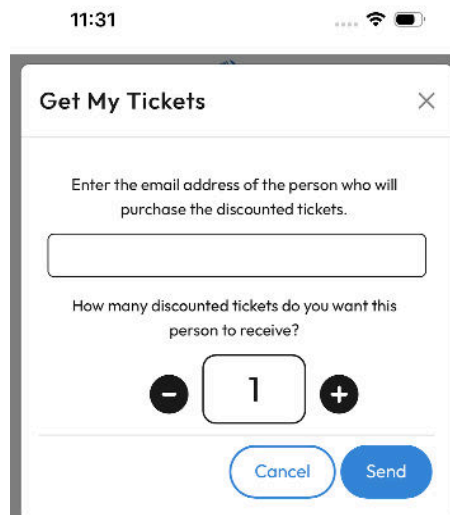 11:31
Get My Tickets
Enter the email address of the person who will
purchase the discounted tickets.
How many discounted tickets do you want this
person to receive?
- 1 +
Cancel Send